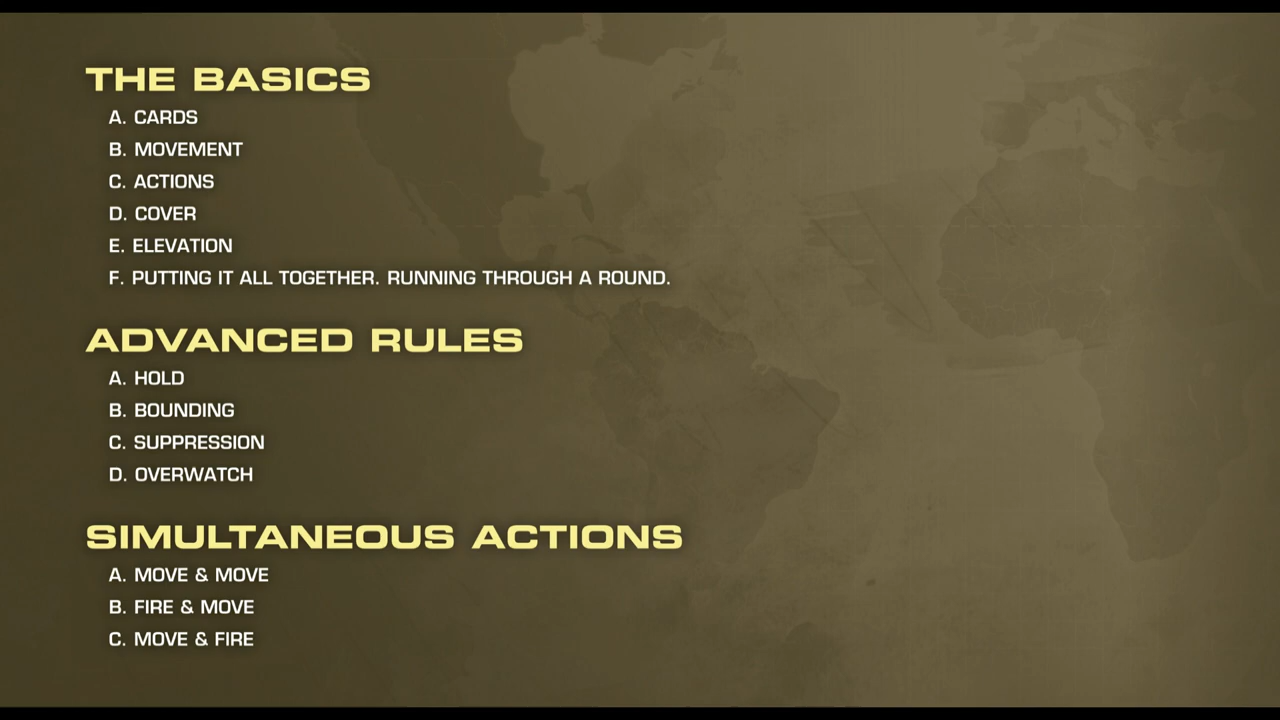 THE BASICS
A. CARDS
B. MOVEMENT
C. ACTIONS
D. COVER
E. ELEVATION
F. PUTTING IT ALL TOGETHER. RUNNING THROUGH A ROUND.
ADVANCED RULES
A. HOLD
B. BOUNDING
C. SUPPRESSION
D. OVERWATCH
SIMULTANEOUS ACTIONS
A. MOVE & MOVE
B. FIRE & MOVE
C. MOVE & FIRE